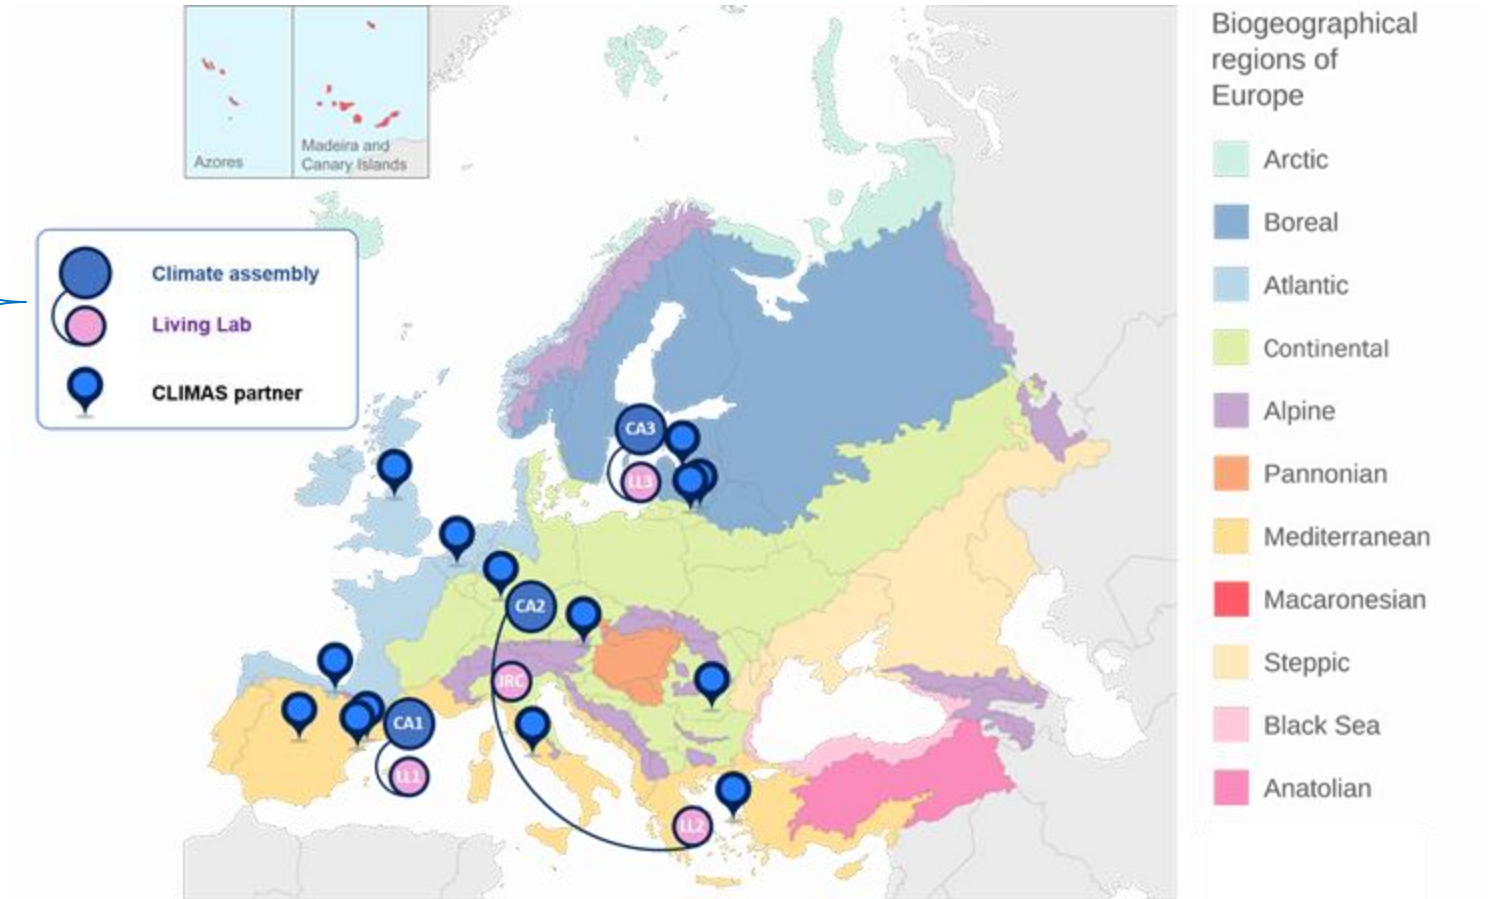 Biogeographical
regions of
Europe
Azores
Madeira and
Canary Islands
Climate assembly
Living Lab
CLIMAS partner
Arctic
Boreal
Atlantic
Continental
Alpine
Pannonian
Mediterranean
Macaronesian
Steppic
Black Sea
Anatolian
CA3
LL3
CA2
JRC
CA1
LL1
LL2